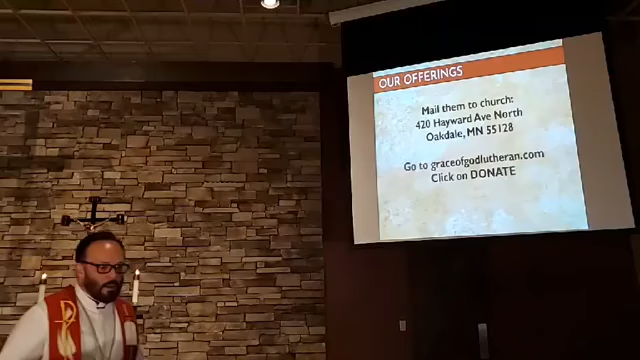 OUR OFFERINGS
Mail them to church:
420 Hayward Ave North
Oakdale, MN 55128
Go to graceofgodlutheran.com
Click on DONATE